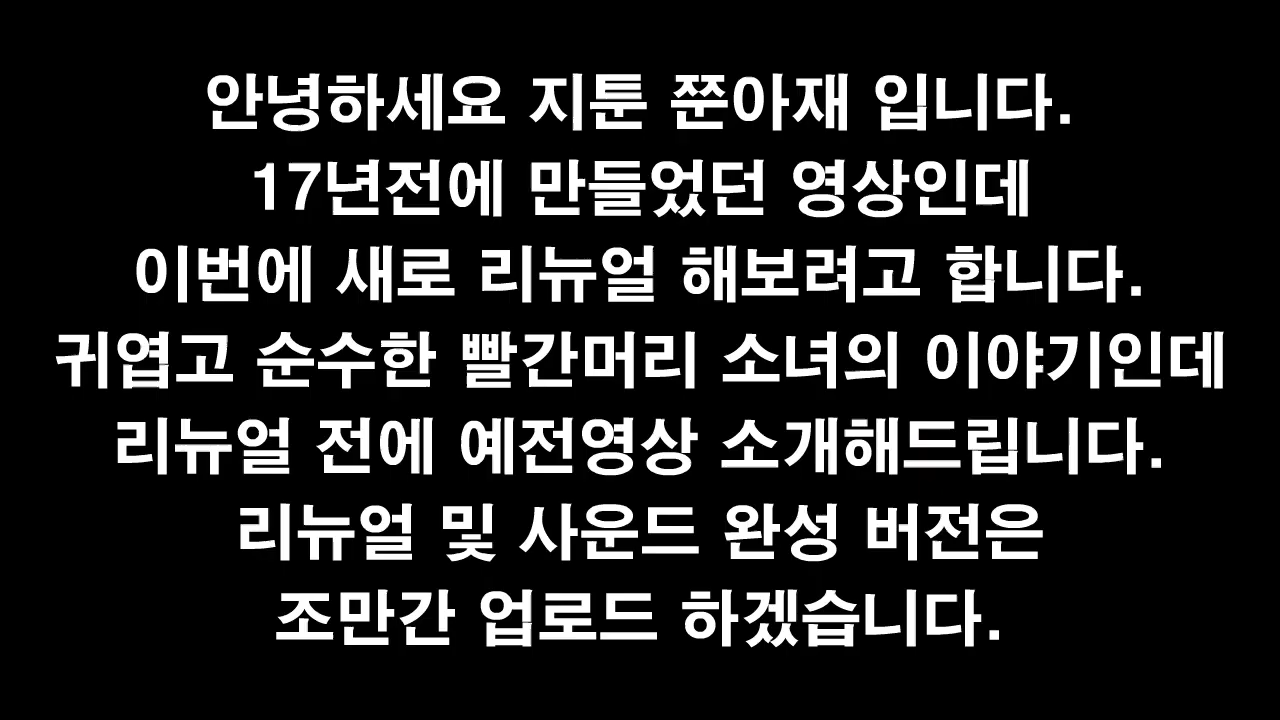 안녕하세요 지툰 쭌아재 입니다.
17년전에 만들었던 영상인데
이번에 새로 리뉴얼 해보려고 합니다.
귀엽고 순수한 빨간머리 소녀의 이야기인데
리뉴얼 전에 예전영상 소개해드립니다.
리뉴얼 및 사운드 완성 버전은
조만간 업로드 하겠습니다.